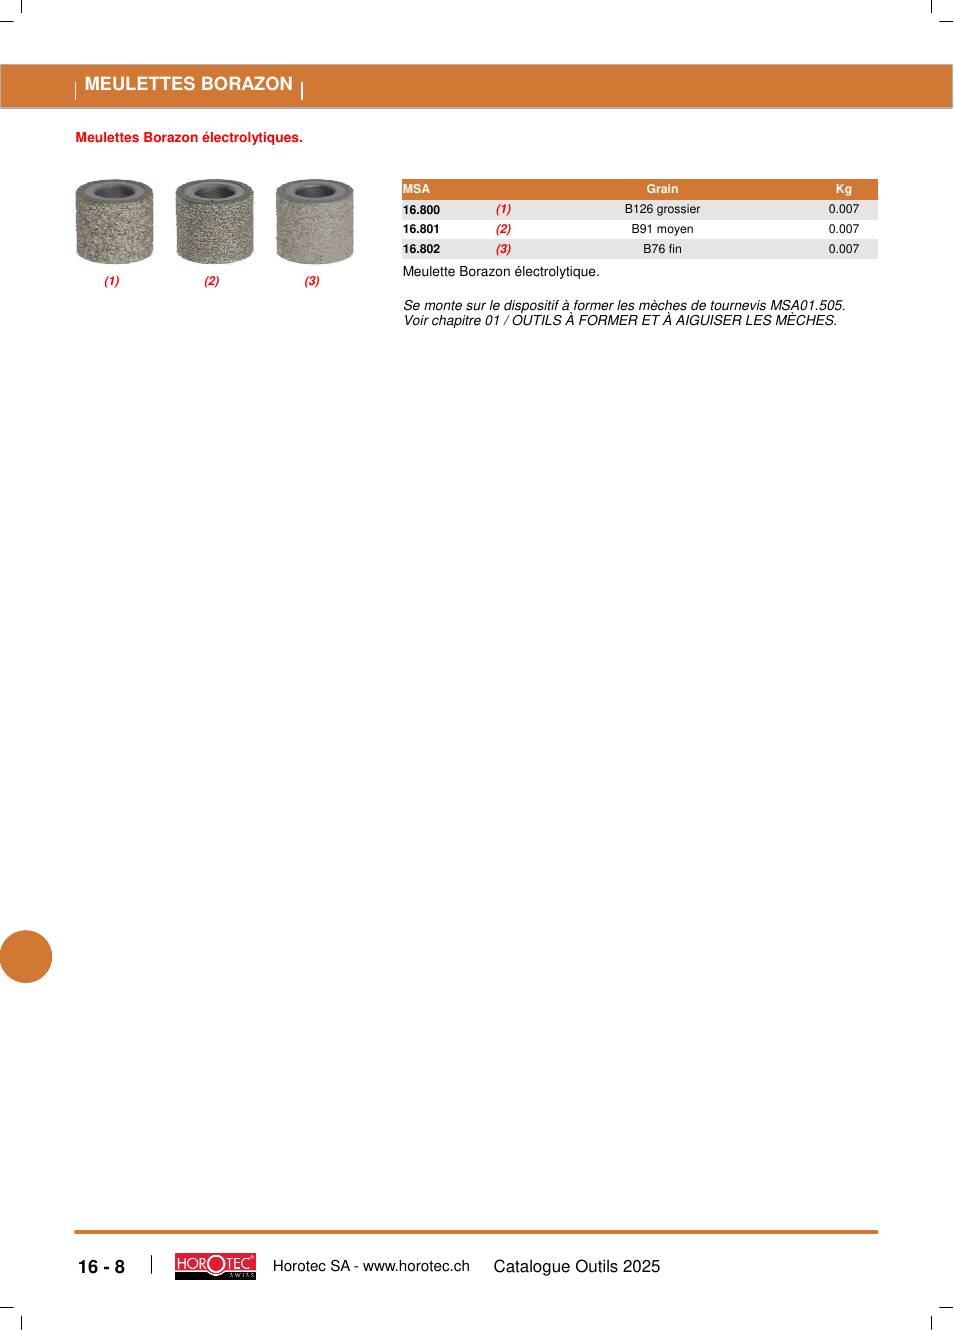 MEULETTES BORAZON
Meulettes Borazon électrolytiques.
(1) (2) (3)
MSA Grain Kg
16.800 (1) B126 grossier 0.007
16.801 (2) B91 moyen 0.007
16.802 (3) B76 fin 0.007
Meulette Borazon électrolytique.
Se monte sur le dispositif à former les mèches de tournevis MSA01.505.
Voir chapitre 01 / OUTILS À FORMER ET À AIGUISER LES MÈCHES.
16 - 8
HOROTEC®
SWISS
Horotec SA - www.horotec.ch Catalogue Outils 2025